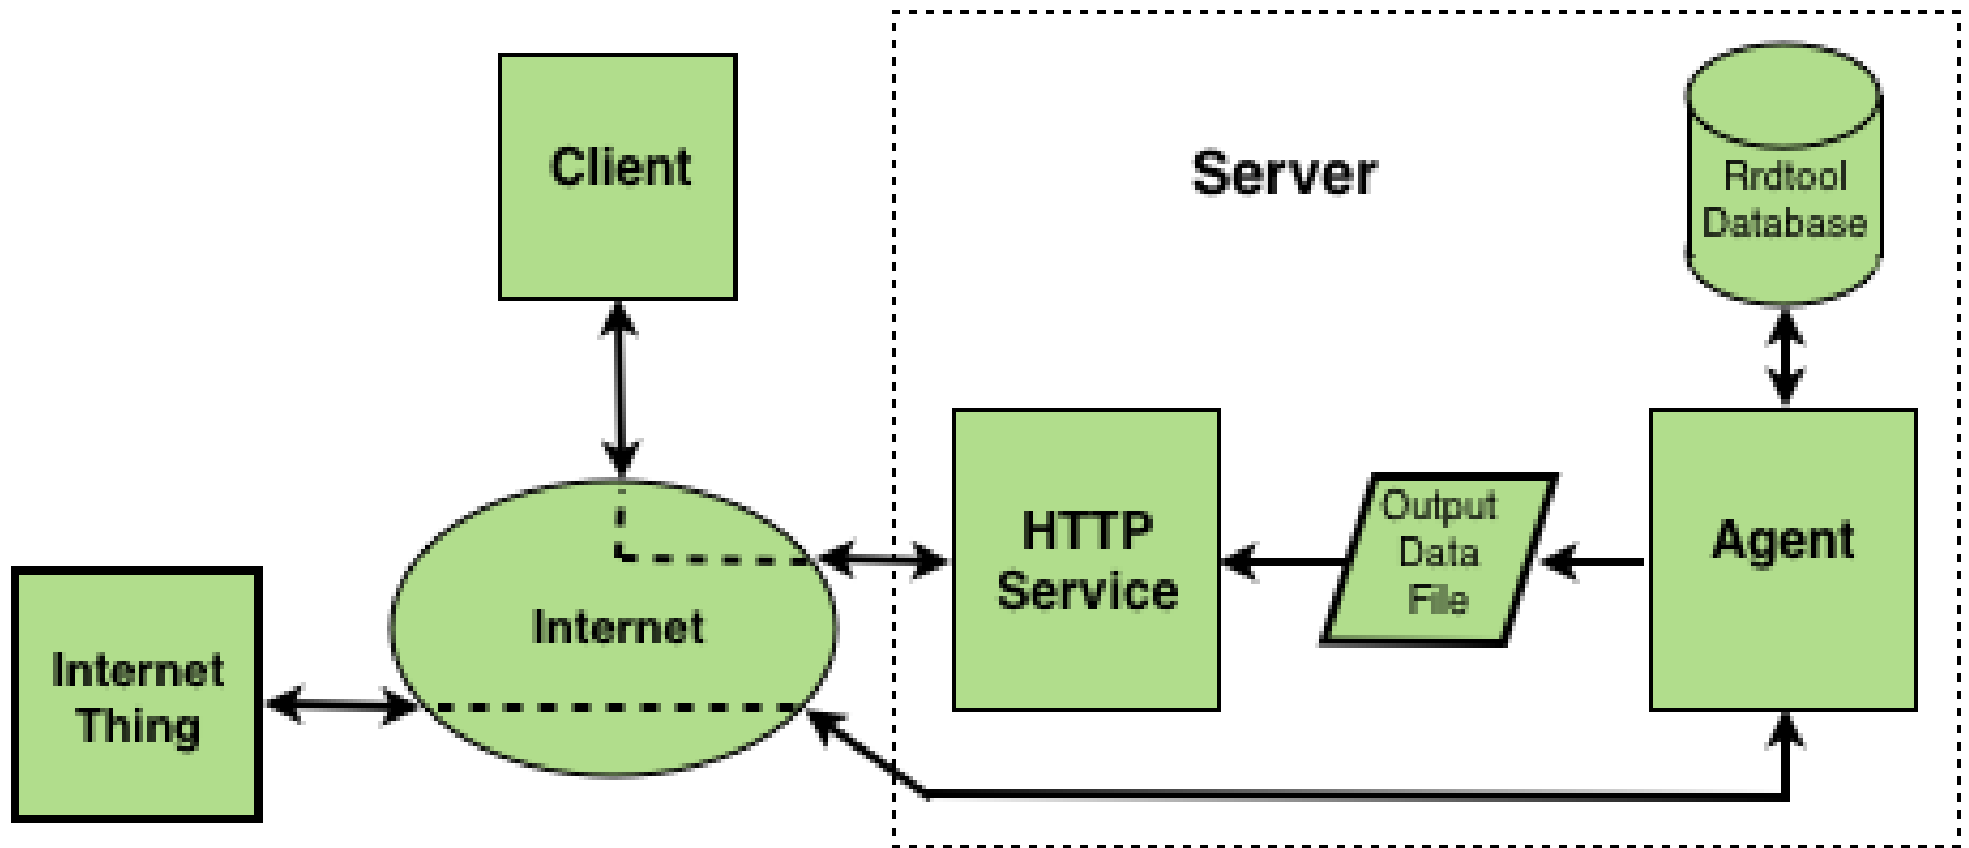 Client
Server
Rrdtool
Database
HTTP
Service
Output
Data
File
Agent
Internet
Internet
Thing